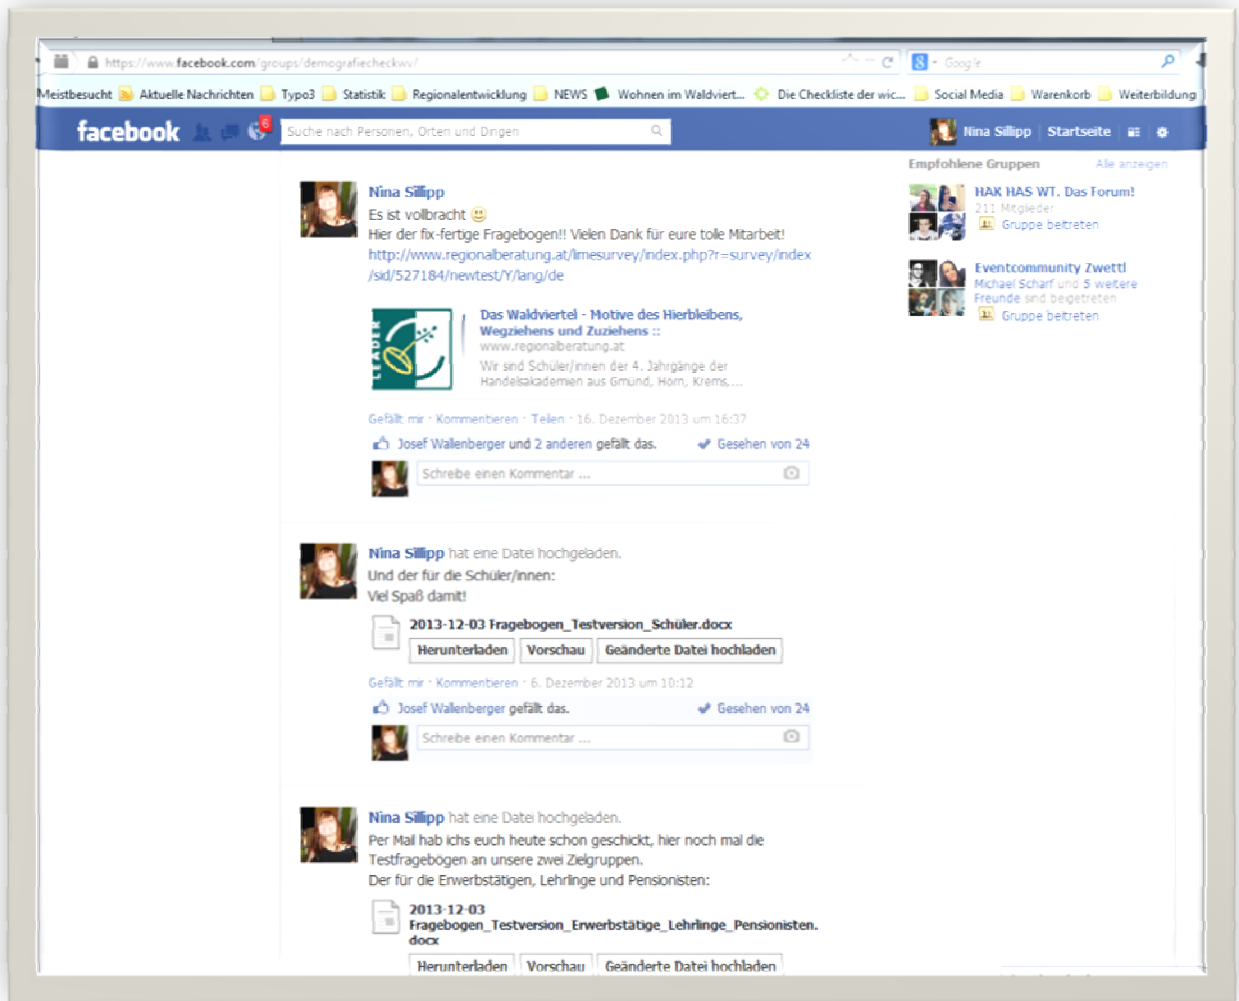 https://www.facebook.com/groups/demografiecheckwv/
Google
Meistbesucht Aktuelle Nachrichten Typo3 Statistik Regionalentwicklung NEWS Wohnen im Waldviert... Die Checkliste der wic... Social Media Warenkorb Weiterbildung
facebook 6 Suche nach Personen, Orten und Dingen Nina Sillipp Startseite
Empfohlene Gruppen Alle anzeigen
HAK HAS WT. Das Forum!
211 Mitglieder
Gruppe beitreten
Eventcommunity Zwettl
Michael Scharf und 5 weitere
Freunde sind beigetreten
Gruppe beitreten
Nina Sillipp
Es ist vollbracht
Hier der fix-fertige Fragebogen!! Vielen Dank für eure tolle Mitarbeit!
http://www.regionalberatung.at/limesurvey/index.php?r=survey/index
/sid/527184/newtest/Y/lang/de
LEADER
Das Waldviertel - Motive des Hierbleibens,
Wegziehens und Zuziehens ::
www.regionalberatung.at
Wir sind Schüler/innen der 4. Jahrgänge der
Handelsakademien aus Gmünd, Horn, Krems,...
Gefällt mir · Kommentieren · Teilen · 16. Dezember 2013 um 16:37
Josef Wallenberger und 2 anderen gefällt das. Gesehen von 24
Schreibe einen Kommentar ...
Nina Sillipp hat eine Datei hochgeladen.
Und der für die Schüler/innen:
Viel Spaß damit!
2013-12-03 Fragebogen_Testversion_Schüler.docx
Herunterladen Vorschau Geänderte Datei hochladen
Gefällt mir · Kommentieren · 6. Dezember 2013 um 10:12
Josef Wallenberger gefällt das. Gesehen von 24
Schreibe einen Kommentar ...
Nina Sillipp hat eine Datei hochgeladen.
Per Mail hab ichs euch heute schon geschickt, hier noch mal die
Testfragebögen an unsere zwei Zielgruppen.
Der für die Erwerbstätigen, Lehrlinge und Pensionisten:
2013-12-03
Fragebogen_Testversion_Erwerbstätige_Lehrlinge_Pensionisten.
docx
Herunterladen Vorschau Geänderte Datei hochladen